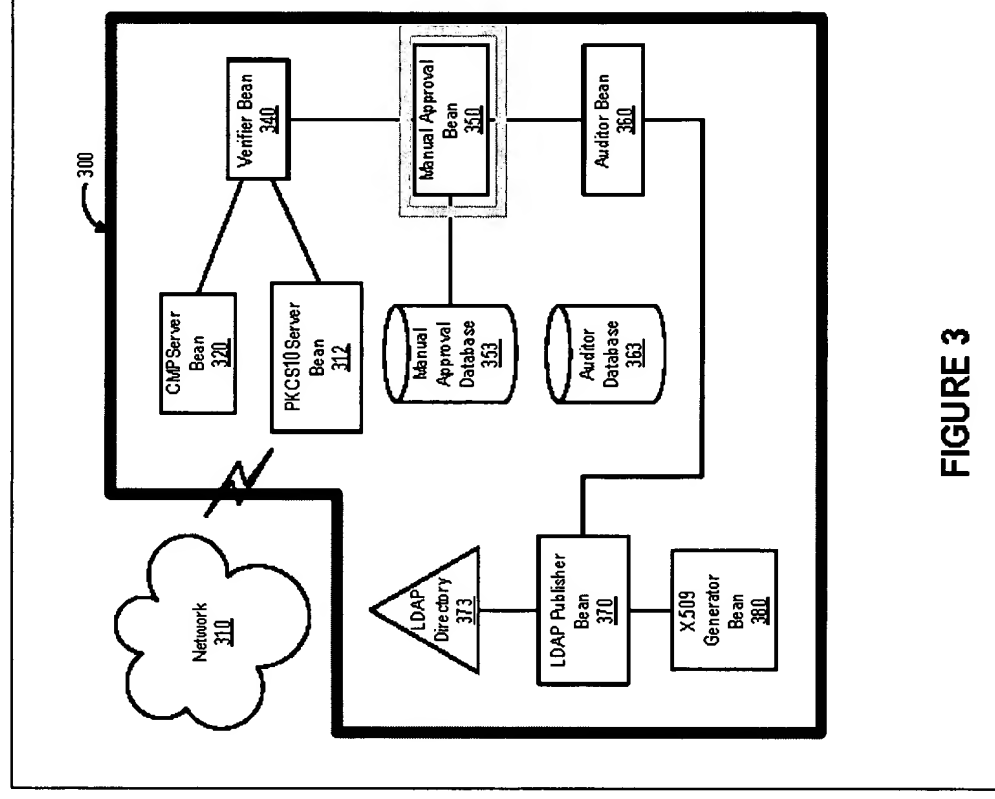 300
Network
310
CMPServer
Bean
320
PKCS10Server
Bean
312
Verifier Bean
340
LDAP
Directory
373
Manual
Approval
Database
353
Manual Approval
Bean
350
LDAP Publisher
Bean
370
Auditor
Database
363
Auditor Bean
360
X.509
Generator
Bean
380
FIGURE 3